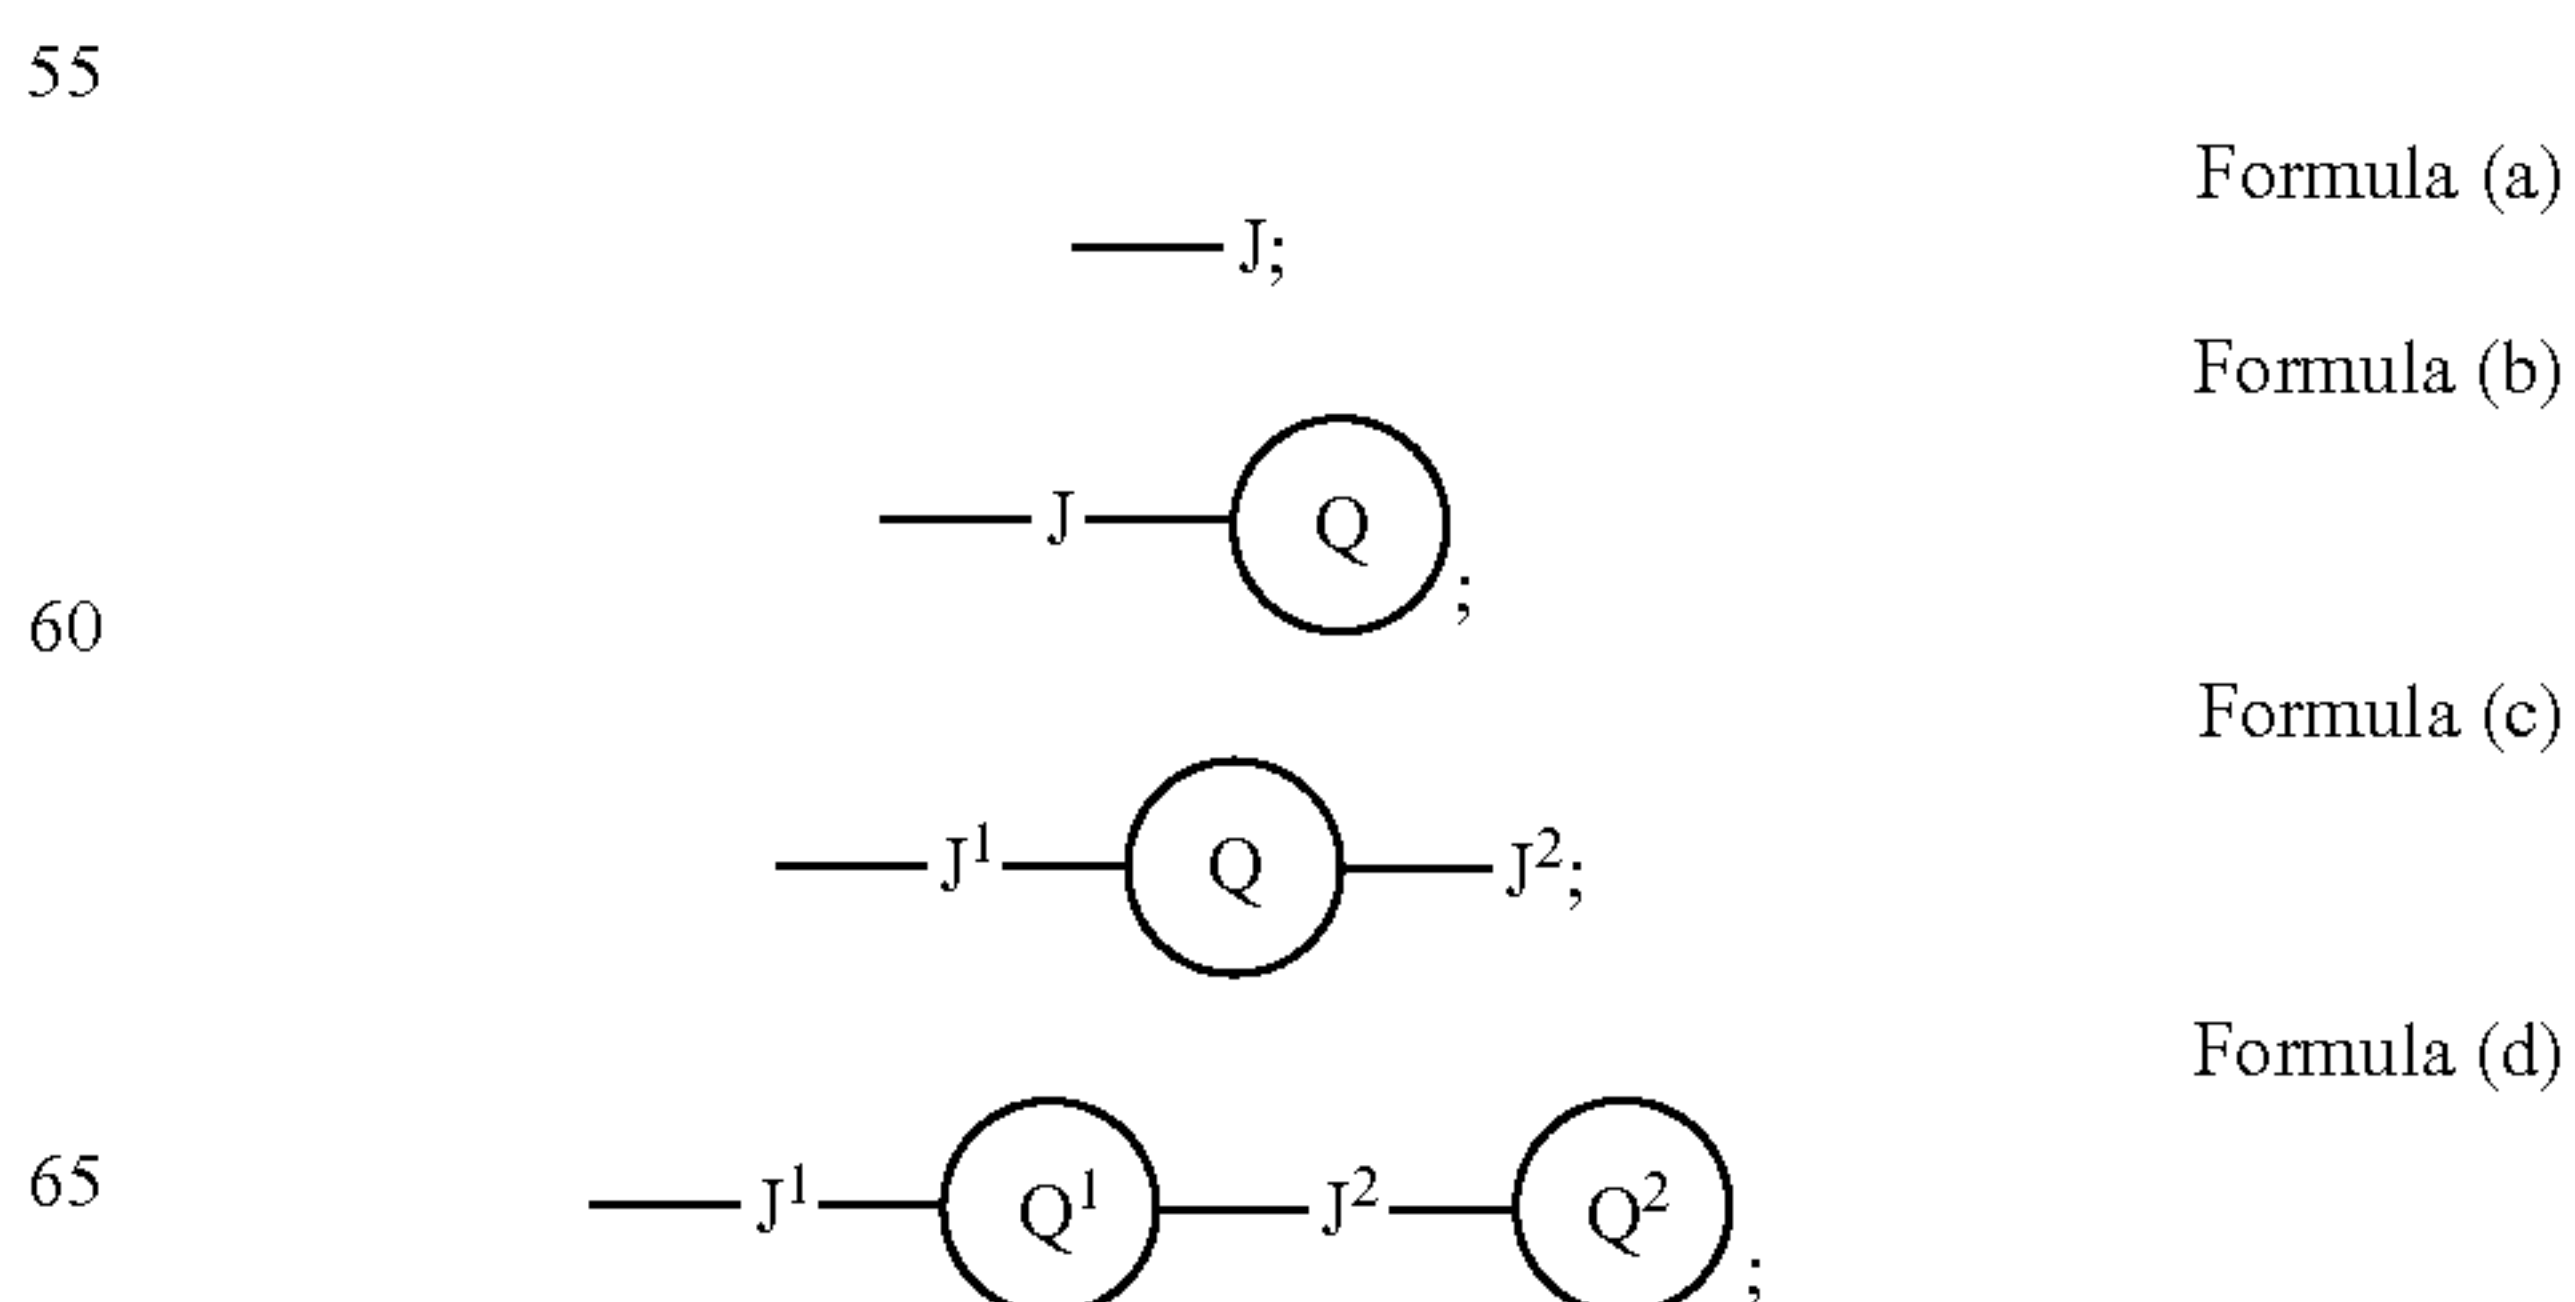 55
Formula (a)
J;
Formula (b)
J Q ;
60
Formula (c)
J¹ Q J²;
Formula (d)
65 J¹ Q¹ J² Q² ;